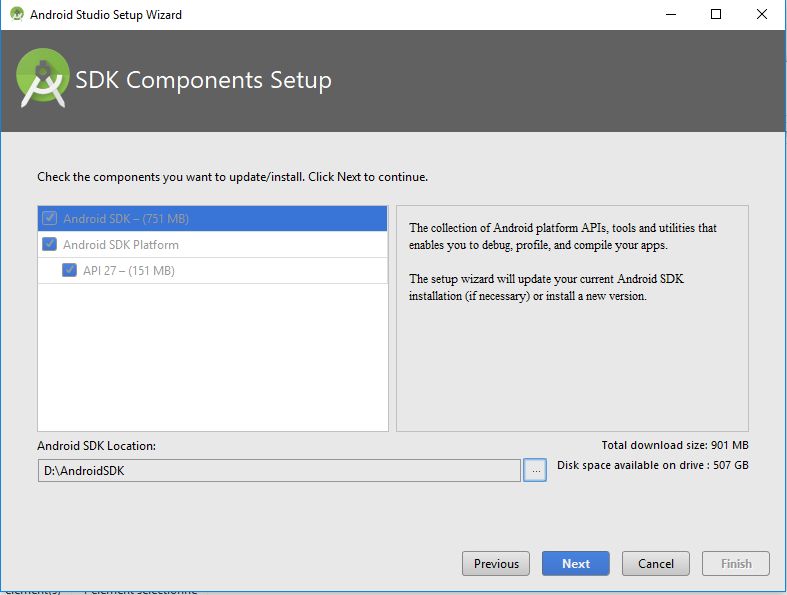 Android Studio Setup Wizard
SDK Components Setup
Check the components you want to update/install. Click Next to continue.
Android SDK – (751 MB)
Android SDK Platform
API 27 – (151 MB)
The collection of Android platform APIs, tools and utilities that
enables you to debug, profile, and compile your apps.
The setup wizard will update your current Android SDK
installation (if necessary) or install a new version.
Android SDK Location:
Total download size: 901 MB
D:\AndroidSDK
...
Disk space available on drive : 507 GB
Previous
Next
Cancel
Finish